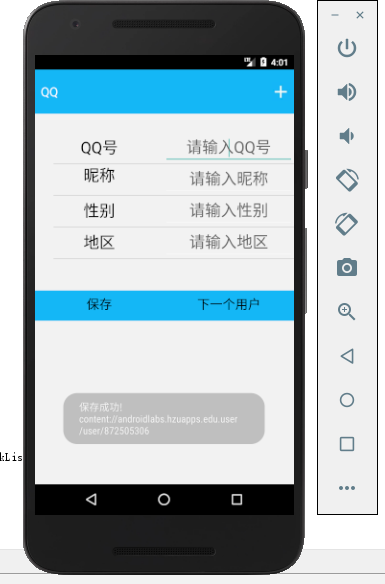 4:01
QQ +
QQ号 请输入QQ号
昵称 请输入昵称
性别 请输入性别
地区 请输入地区
保存 下一个用户
保存成功!
content://androidlabs.hzuapps.edu.user
/user/872505306
kLis